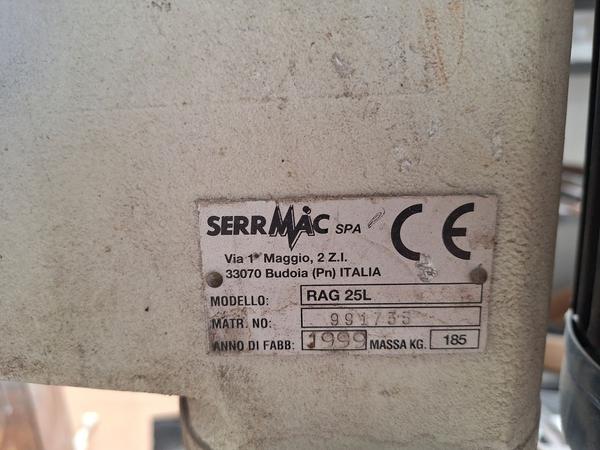 SERRMAC SPA CE
Via 1° Maggio, 2 Z.I.
33070 Budoia (Pn) ITALIA
MODELLO: RAG 25L
MATR. NO: 991735
ANNO DI FABB: 1999 MASSA KG. 185